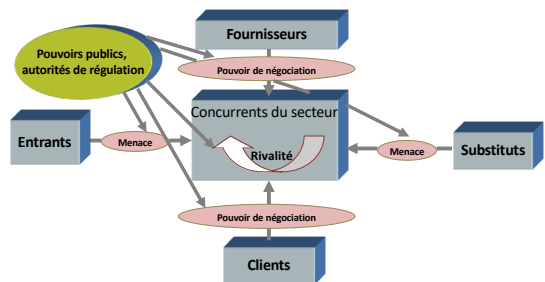 Fournisseurs
Pouvoirs publics,
autorités de régulation
Pouvoir de négociation
Concurrents du secteur
Entrants
Menace
Rivalité
Menace
Substituts
Pouvoir de négociation
Clients